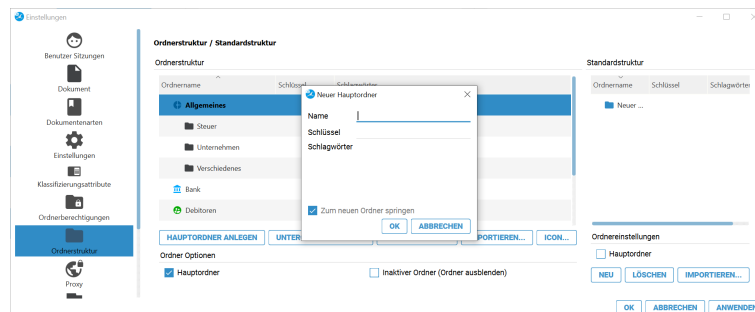 Einstellungen
Benutzer Sitzungen
Dokument
Dokumentenarten
Einstellungen
Klassifizierungsattribute
Ordnerberechtigungen
Ordnerstruktur
Proxy
Ordnerstruktur / Standardstruktur
Ordnerstruktur
Ordnername Schlüssel Schlagwörter
Allgemeines
Steuer
Unternehmen
Verschiedenes
Bank
Debitoren
HAUPTORDNER ANLEGEN UNTER PORTIEREN... ICON...
Ordner Optionen
Hauptordner Inaktiver Ordner (Ordner ausblenden)
Neuer Hauptordner
Name
Schlüssel
Schlagwörter
Zum neuen Ordner springen
OK ABBRECHEN
Standardstruktur
Ordnername Schlüssel Schlagwörter
Neuer ...
Ordnereinstellungen
Hauptordner
NEU LÖSCHEN IMPORTIEREN...
OK ABBRECHEN ANWENDEN